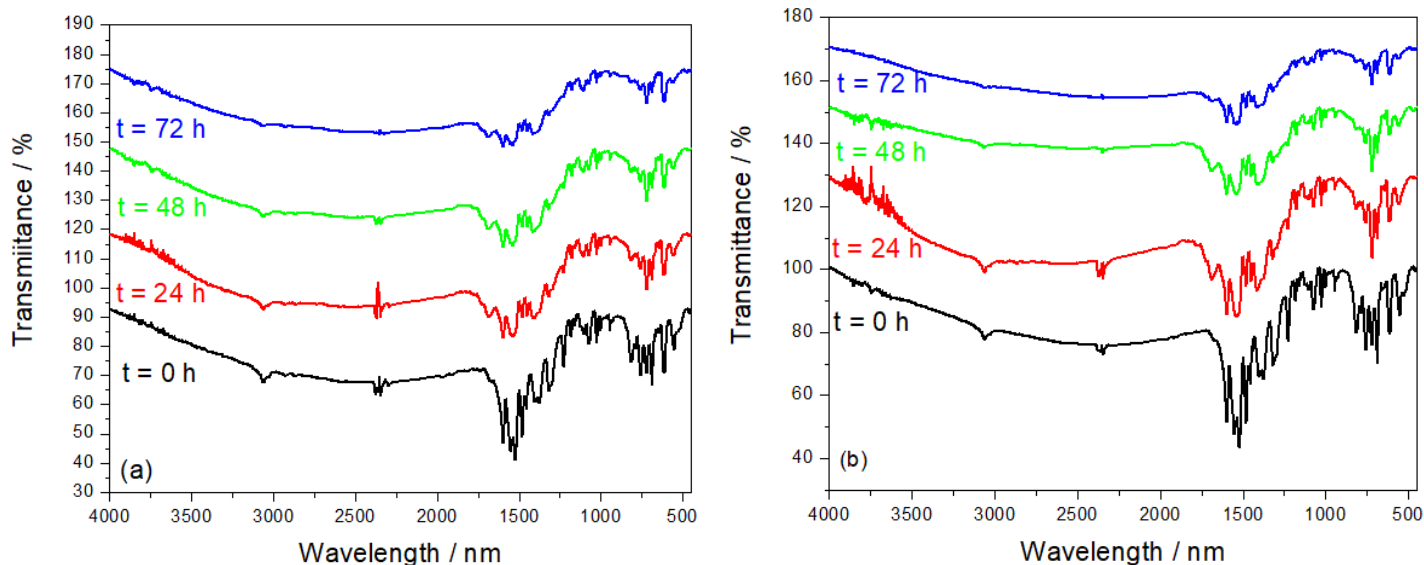 190
180
170
160
150
140
130
120
110
100
90
80
70
60
50
40
30
Transmiitance / %
t = 72 h
t = 48 h
t = 24 h
t = 0 h
(a)
4000 3500 3000 2500 2000 1500 1000 500
Wavelength / nm
180
160
140
120
100
80
60
40
Transmittance / %
t = 72 h
t = 48 h
t = 24 h
t = 0 h
(b)
4000 3500 3000 2500 2000 1500 1000 500
Wavelength / nm